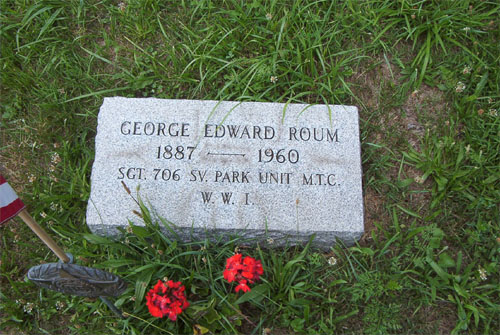 GEORGE EDWARD ROUM
1887 — 1960
SGT. 706 SV. PARK UNIT M.T.C.
W. W. I.